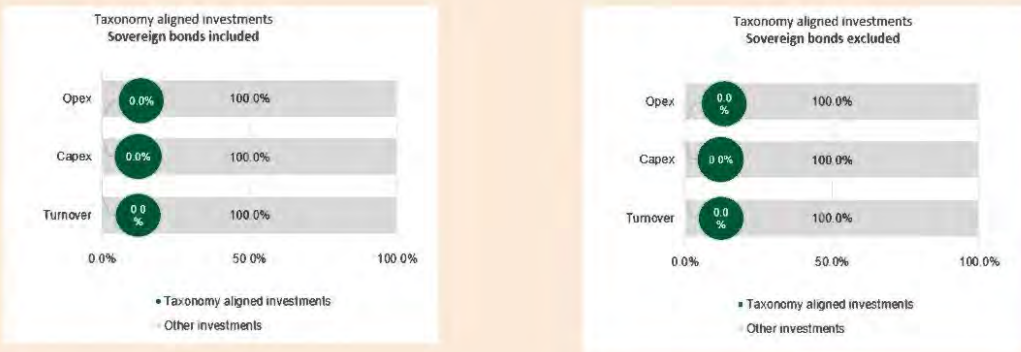 Taxonomy aligned investments
Sovereign bonds included
Opex
0.0%
100.0%
Capex
0.0%
100.0%
Turnover
0.0
%
100.0%
0.0%
50.0%
100.0%
Taxonomy aligned investments
Other investments
Taxonomy aligned investments
Sovereign bonds excluded
Opex
0.0
%
100.0%
Capex
0.0%
100.0%
Turnover
0.0
%
100.0%
0.0%
50.0%
100.0%
Taxonomy aligned investments
Other investments